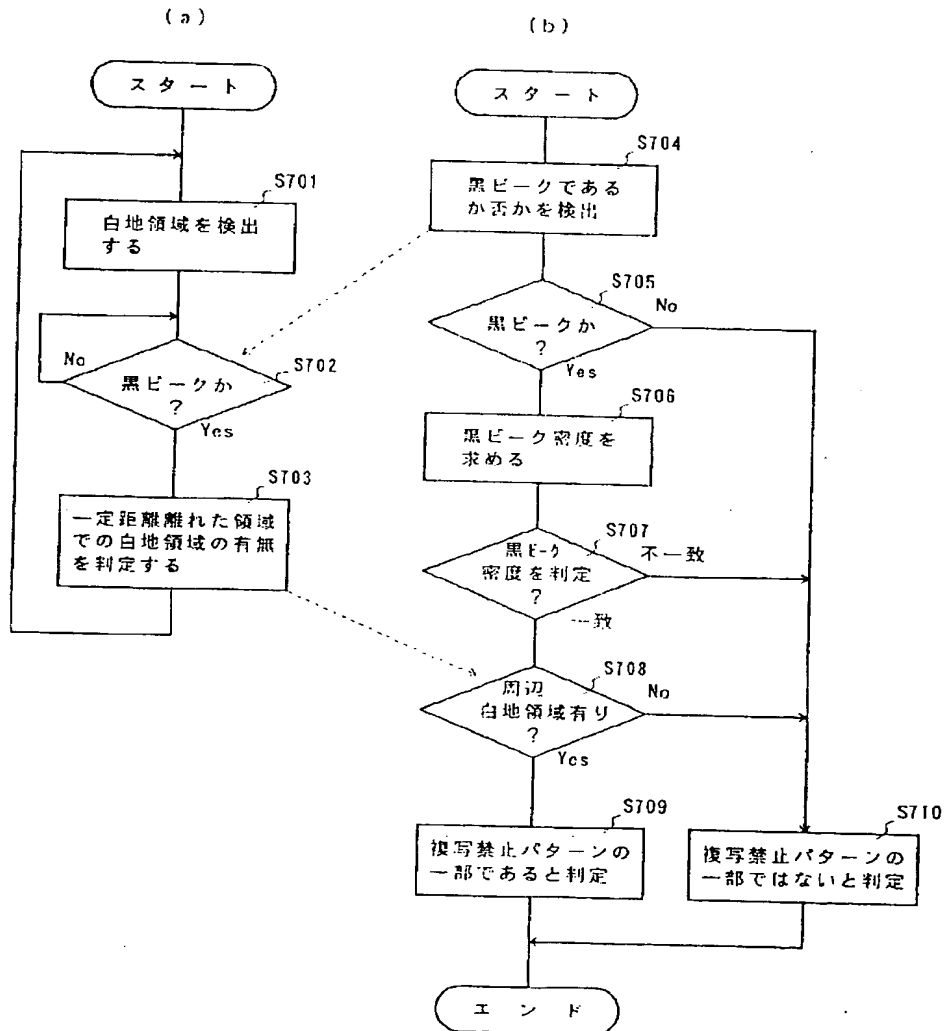 (a)
スタート
S701
白地領域を検出
する
No
S702
黒ピークか
?
Yes
S703
一定距離離れた領域
での白地領域の有無
を判定する
(b)
スタート
S704
黒ピークである
か否かを検出
S705
No
黒ピークか
?
Yes
S706
黒ピーク密度を
求める
S707
黒ピーク
密度を判定
?
不一致
一致
S708
周辺
No
白地領域有り
?
Yes
S709
複写禁止パターンの
一部であると判定
S710
複写禁止パターンの
一部ではないと判定
エンド